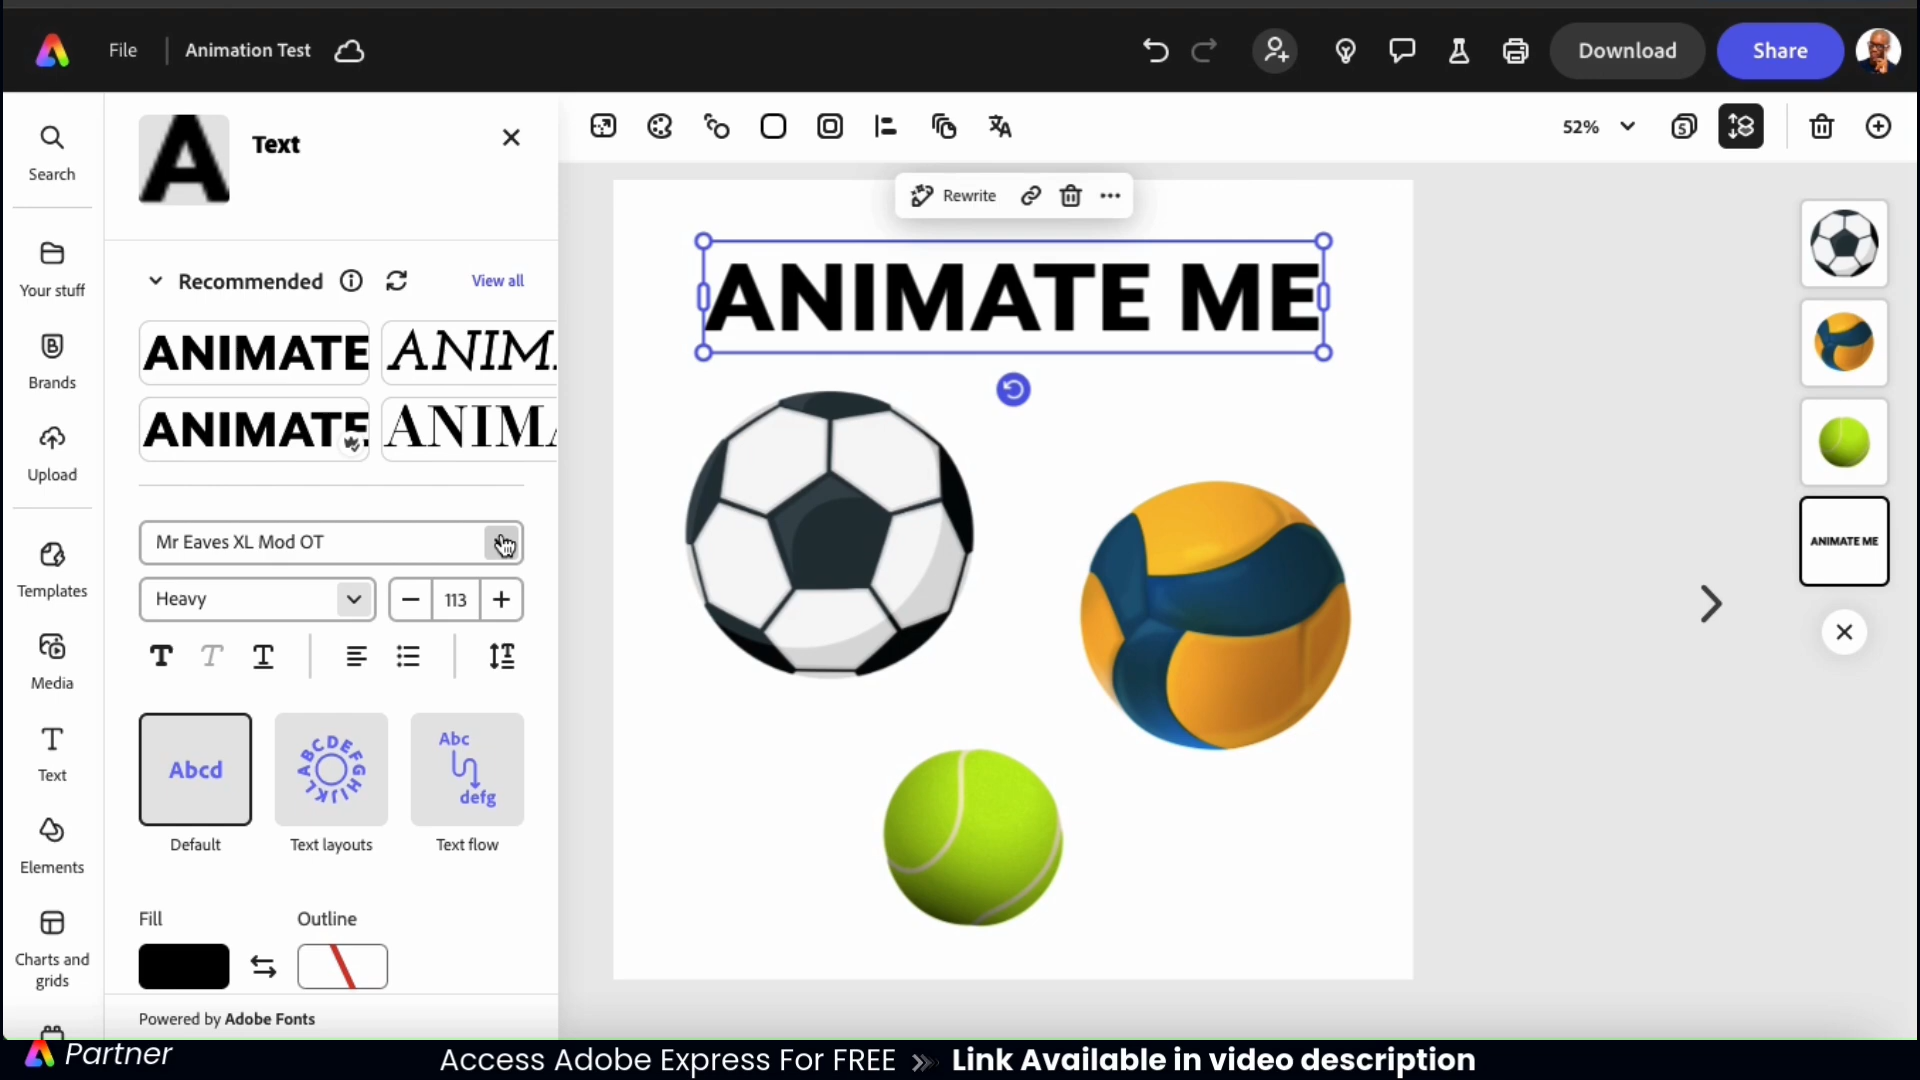 File
Animation Test
Download
Share
Search
Your stuff
Brands
Upload
Templates
Media
Text
Elements
Charts and
grids
A
Text
Recommended
View all
ANIMATE
ANIM
ANIMATE
ANIM
Mr Eaves XL Mod OT
Heavy
113
Abcd
Default
ABCDEFGHIJKL
Text layouts
Abc
defg
Text flow
Fill
Outline
Powered by Adobe Fonts
52%
5
Rewrite
ANIMATE ME
ANIMATE ME
Partner
Access Adobe Express For FREE
Link Available in video description